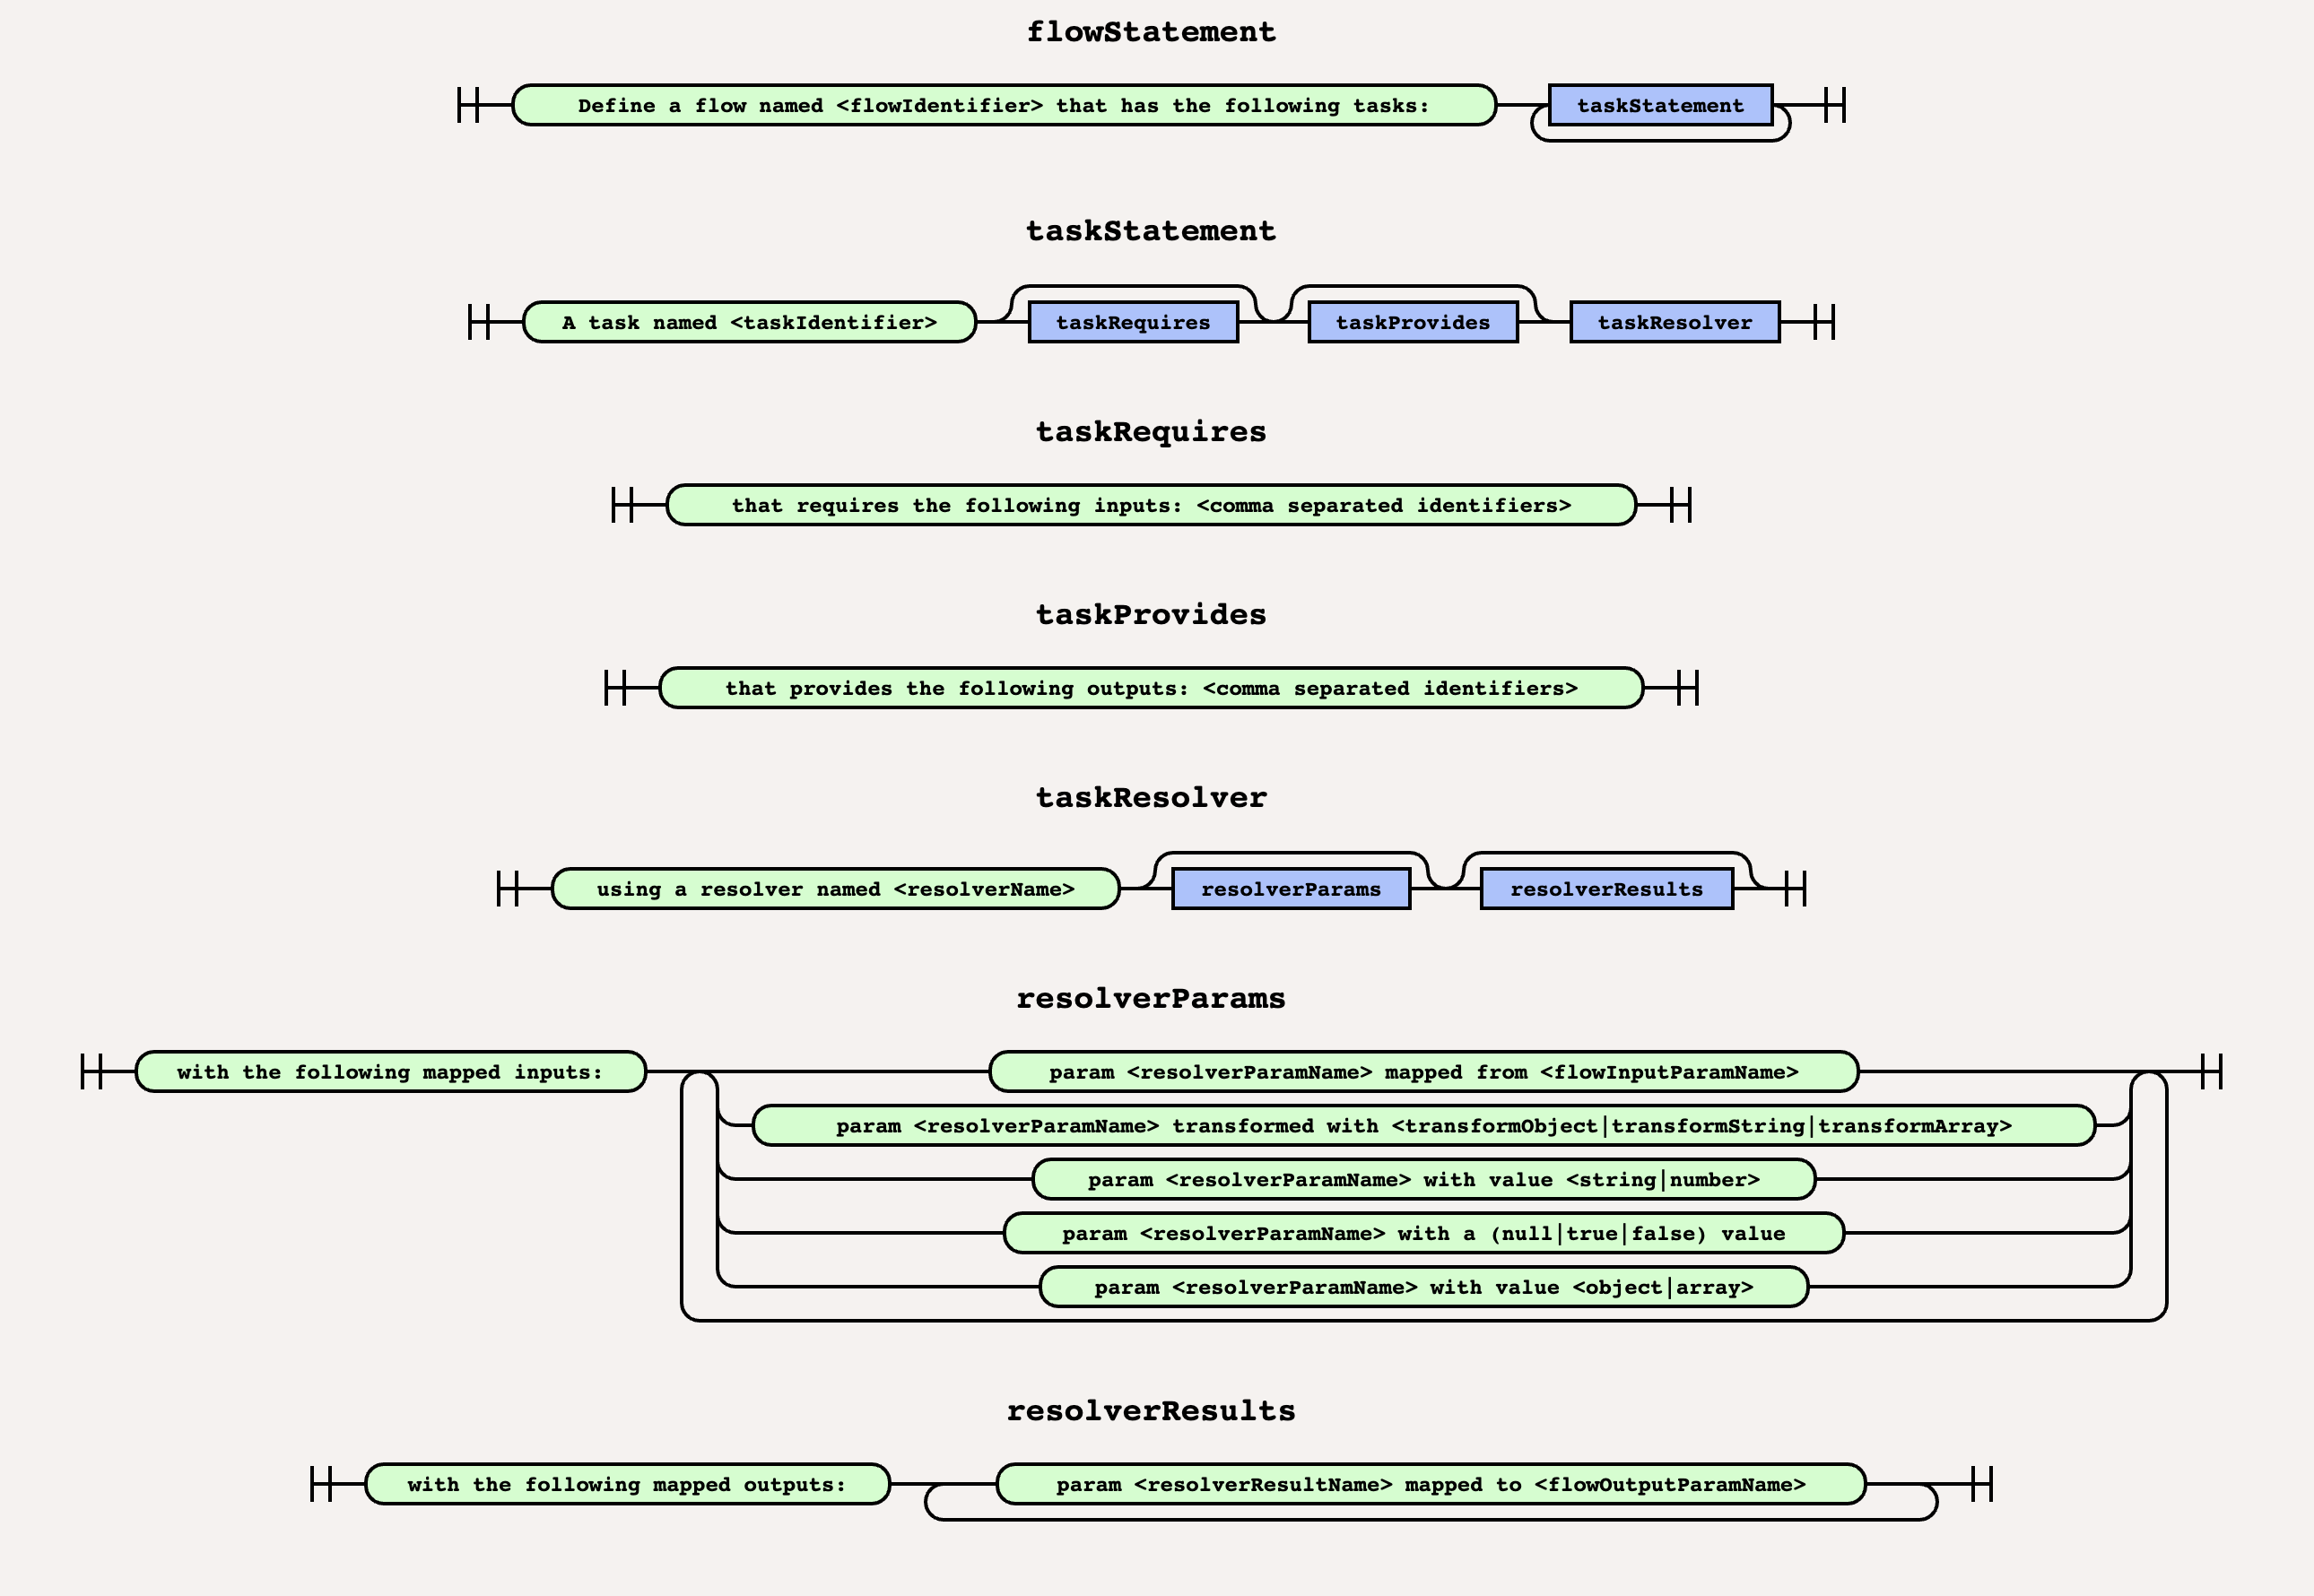 flowStatement
Define a flow named <flowIdentifier> that has the following tasks:
taskStatement
taskStatement
A task named <taskIdentifier>
taskRequires
taskProvides
taskResolver
taskRequires
that requires the following inputs: <comma separated identifiers>
taskProvides
that provides the following outputs: <comma separated identifiers>
taskResolver
using a resolver named <resolverName>
resolverParams
resolverResults
resolverParams
with the following mapped inputs:
param <resolverParamName> mapped from <flowInputParamName>
param <resolverParamName> transformed with <transformObject|transformString|transformArray>
param <resolverParamName> with value <string|number>
param <resolverParamName> with a (null|true|false) value
param <resolverParamName> with value <object|array>
resolverResults
with the following mapped outputs:
param <resolverResultName> mapped to <flowOutputParamName>